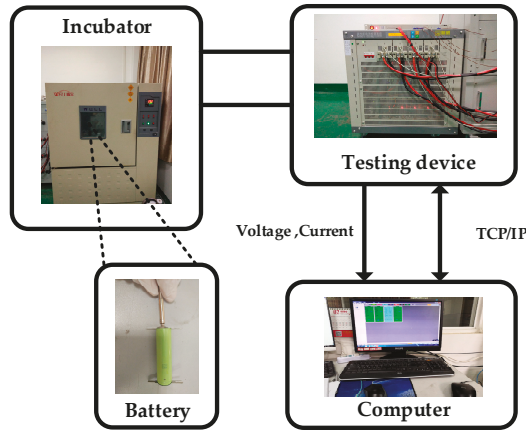 Incubator
Testing device
Voltage ,Current
TCP/IP
Battery
Computer